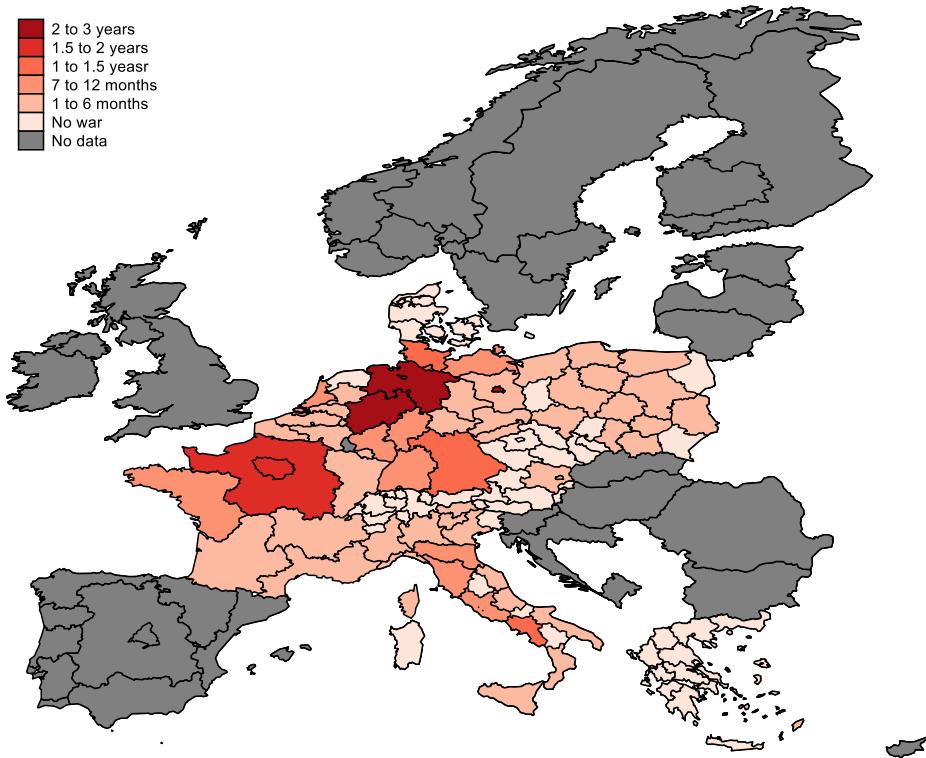 2 to 3 years
1.5 to 2 years
1 to 1.5 yeasr
7 to 12 months
1 to 6 months
No war
No data